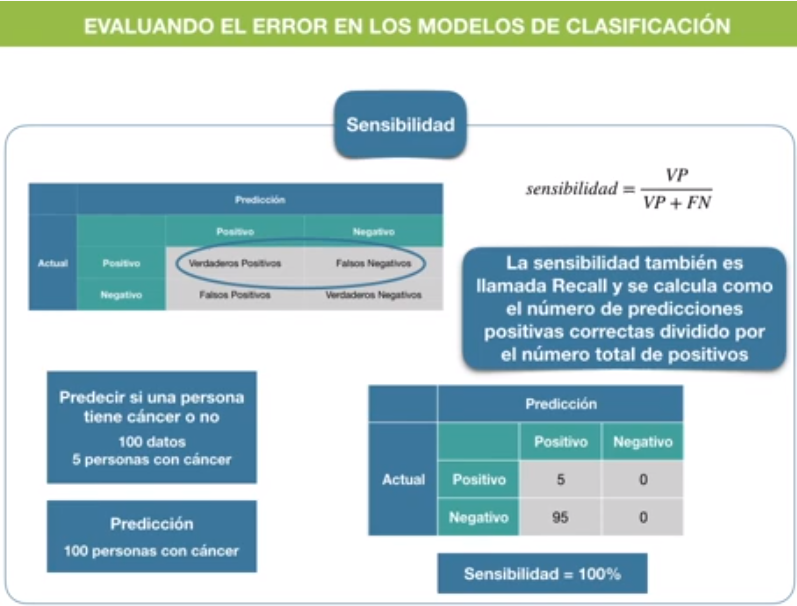 EVALUANDO EL ERROR EN LOS MODELOS DE CLASIFICACIÓN
Sensibilidad
Predicción
Positivo Negativo
Actual Positivo Verdaderos Positivos Falsos Negativos
Negativo Falsos Positivos Verdaderos Negativos
sensibilidad = VP / VP + FN
La sensibilidad también es
llamada Recall y se calcula como
el número de predicciones
positivas correctas dividido por
el número total de positivos
Predecir si una persona
tiene cáncer o no
100 datos
5 personas con cáncer
Predicción
100 personas con cáncer
Predicción
Positivo Negativo
Actual Positivo 5 0
Negativo 95 0
Sensibilidad = 100%